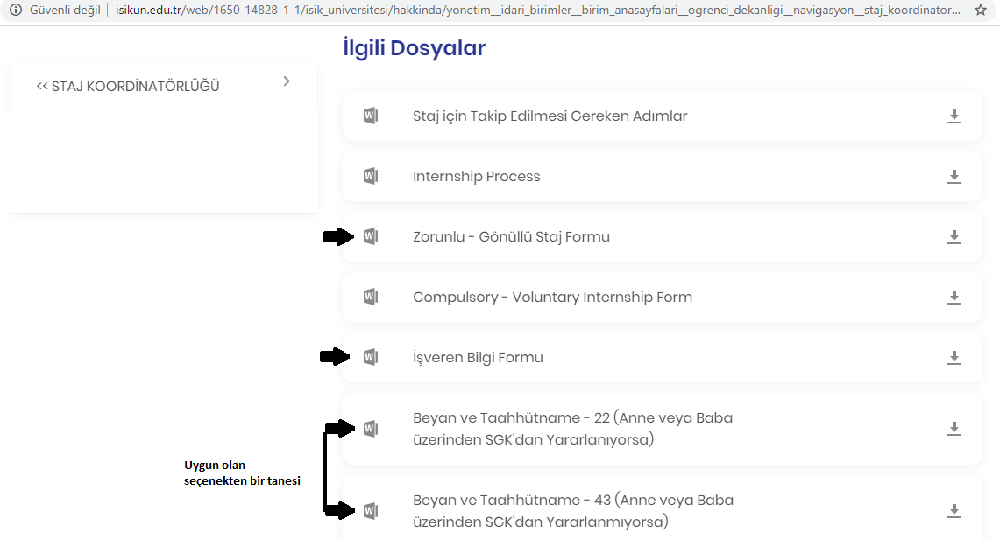 Güvenli değil | isikun.edu.tr/web/1650-14828-1-1/isik_universitesi/hakkinda/yonetim__idari_birimler__birim_anasayfalari__ogrenci_dekanligi__navigasyon__staj_koordinator...
İlgili Dosyalar
<< STAJ KOORDİNATÖRLÜĞÜ
Staj için Takip Edilmesi Gereken Adımlar
Internship Process
Zorunlu - Gönüllü Staj Formu
Compulsory - Voluntary Internship Form
İşveren Bilgi Formu
Beyan ve Taahhütname - 22 (Anne veya Baba
üzerinden SGK'dan Yararlanıyorsa)
Uygun olan
seçenekten bir tanesi
Beyan ve Taahhütname - 43 (Anne veya Baba
üzerinden SGK'dan Yararlanmıyorsa)